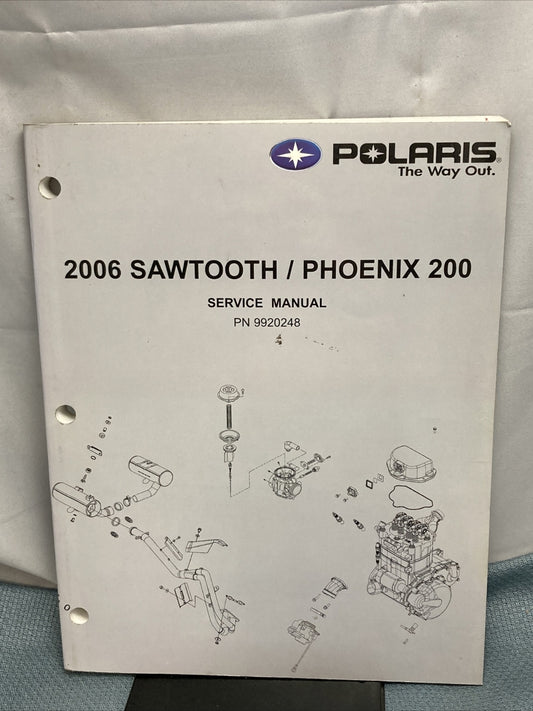 POLARIS®
The Way Out.
2006 SAWTOOTH / PHOENIX 200
SERVICE MANUAL
PN 9920248